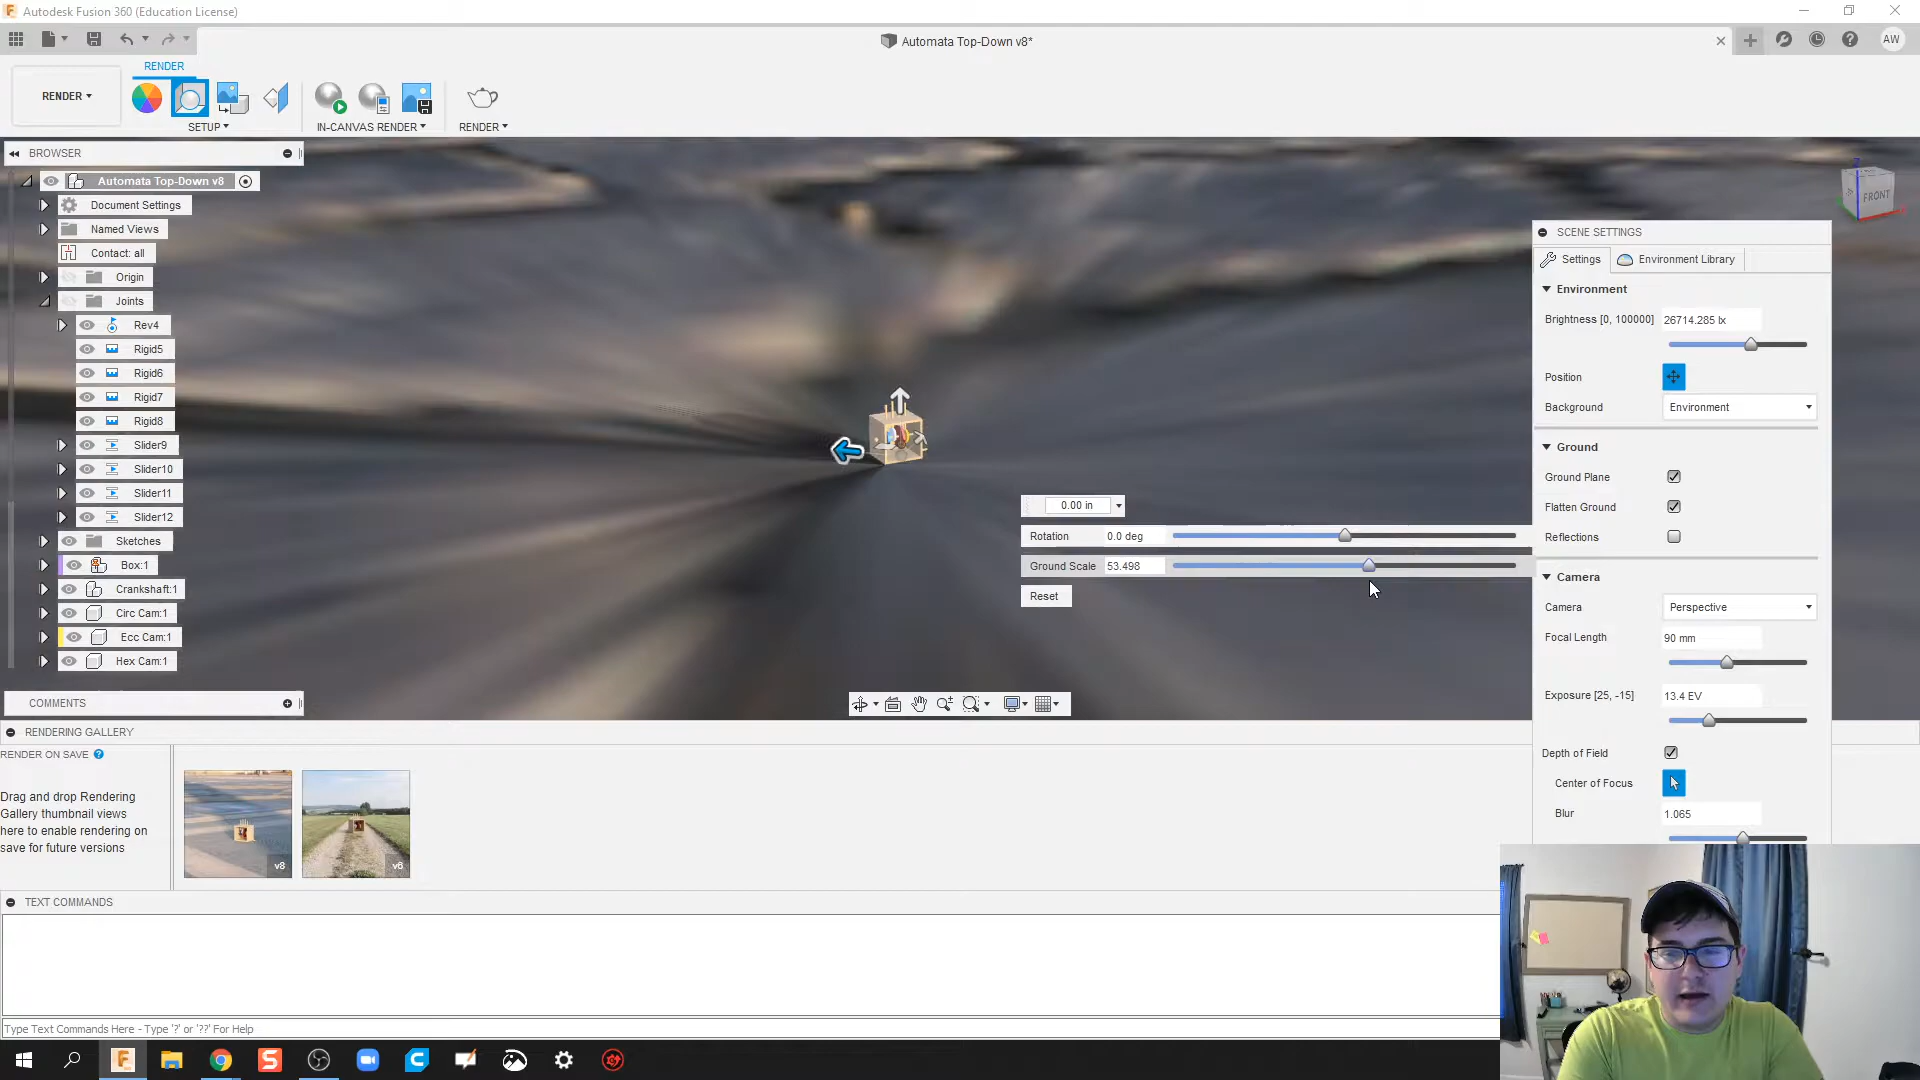 Autodesk Fusion 360 (Education License)
Automata Top-Down v8*
AW
RENDER
RENDER
SETUP
IN-CANVAS RENDER
RENDER
BROWSER
Automata Top-Down v8
Document Settings
Named Views
Contact: all
Origin
Joints
Rev4
Rigid5
Rigid6
Rigid7
Rigid8
Slider9
Slider10
Slider11
Slider12
Sketches
Box:1
Crankshaft:1
Circ Cam:1
Ecc Cam:1
Hex Cam:1
COMMENTS
Z
FRONT
0.00 in
Rotation 0.0 deg
Ground Scale 53.498
Reset
SCENE SETTINGS
Settings
Environment Library
Environment
Brightness [0, 100000] 26714.285 lx
Position
Background Environment
Ground
Ground Plane
Flatten Ground
Reflections
Camera
Camera Perspective
Focal Length 90 mm
Exposure [25, -15] 13.4 EV
Depth of Field
Center of Focus
Blur 1.065
RENDERING GALLERY
RENDER ON SAVE
Drag and drop Rendering
Gallery thumbnail views
here to enable rendering on
save for future versions
v8
v6
TEXT COMMANDS
Type Text Commands Here - Type '?' or '??' For Help